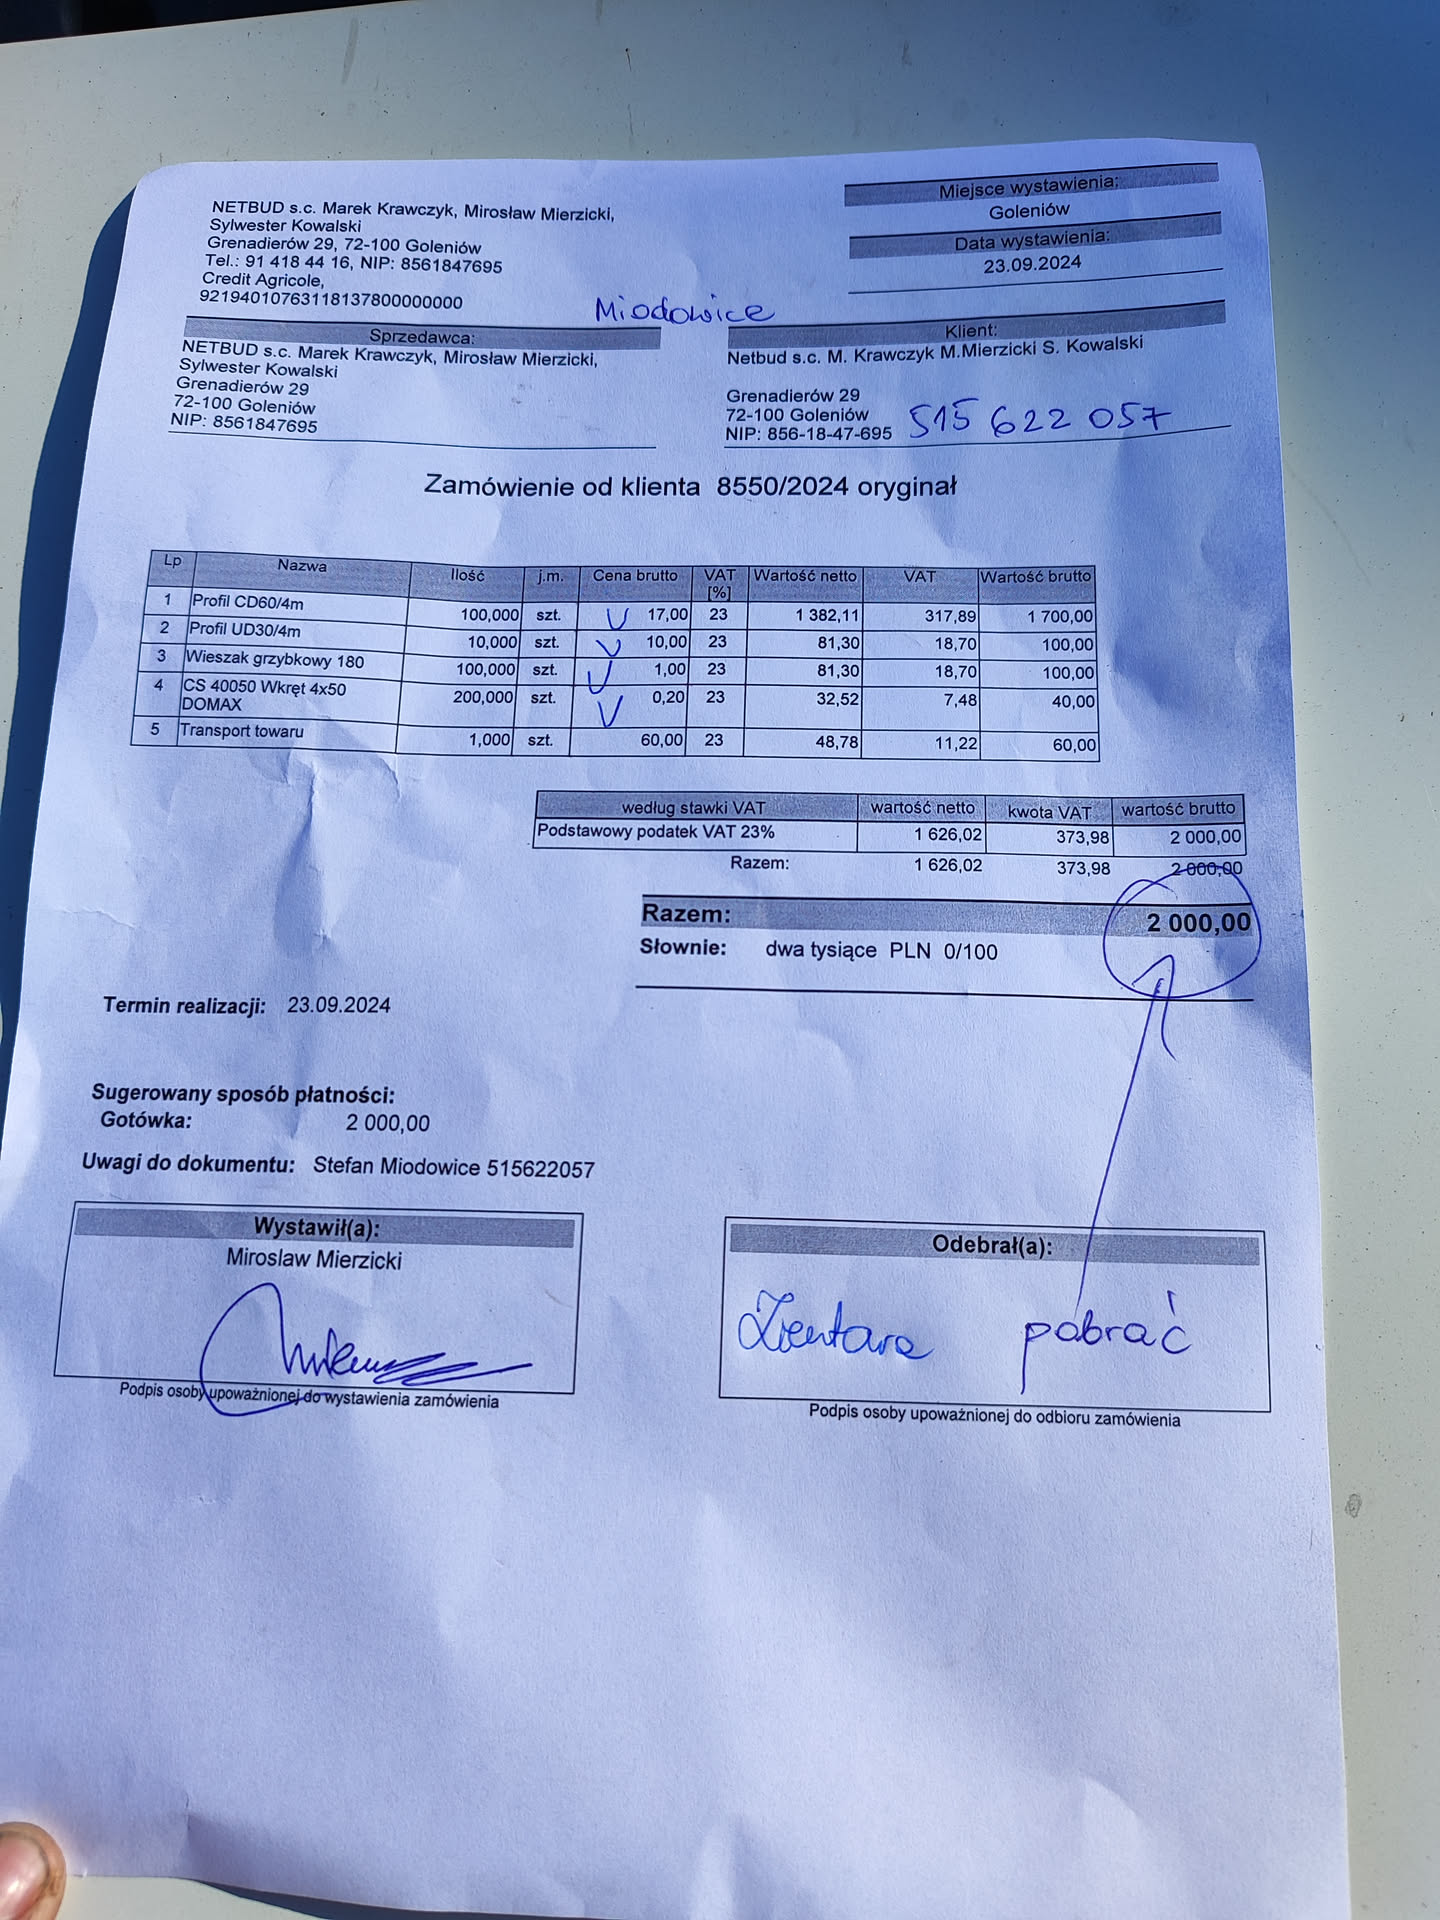 NETBUD s.c. Marek Krawczyk, Mirosław Mierzicki,
Sylwester Kowalski
Grenadierów 29, 72-100 Goleniów
Tel.: 91 418 44 16, NIP: 8561847695
Credit Agricole,
92194010763118137800000000
Miejsce wystawienia:
Goleniów
Data wystawienia:
23.09.2024
Miodowice
Sprzedawca:
NETBUD s.c. Marek Krawczyk, Mirosław Mierzicki,
Sylwester Kowalski
Grenadierów 29
72-100 Goleniów
NIP: 8561847695
Klient:
Netbud s.c. M. Krawczyk M.Mierzicki S. Kowalski
Grenadierów 29
72-100 Goleniów
NIP: 856-18-47-695 515 622 057
Zamówienie od klienta 8550/2024 oryginał
Lp Nazwa Ilość j.m. Cena brutto VAT [%] Wartość netto VAT Wartość brutto
1 Profil CD60/4m 100,000 szt. V 17,00 23 1 382,11 317,89 1 700,00
2 Profil UD30/4m 10,000 szt. V 10,00 23 81,30 18,70 100,00
3 Wieszak grzybkowy 180 100,000 szt. V 1,00 23 81,30 18,70 100,00
4 CS 40050 Wkręt 4x50 200,000 szt. V 0,20 23 32,52 7,48 40,00
DOMAX
5 Transport towaru 1,000 szt. 60,00 23 48,78 11,22 60,00
według stawki VAT wartość netto kwota VAT wartość brutto
Podstawowy podatek VAT 23% 1 626,02 373,98 2 000,00
Razem: 1 626,02 373,98 2 000,00
Razem: 2 000,00
Słownie: dwa tysiące PLN 0/100
Termin realizacji: 23.09.2024
Sugerowany sposób płatności:
Gotówka: 2 000,00
Uwagi do dokumentu: Stefan Miodowice 515622057
Wystawił(a):
Miroslaw Mierzicki
Podpis osoby upoważnionej do wystawienia zamówienia
Odebrał(a):
Zientara pobrać
Podpis osoby upoważnionej do odbioru zamówienia